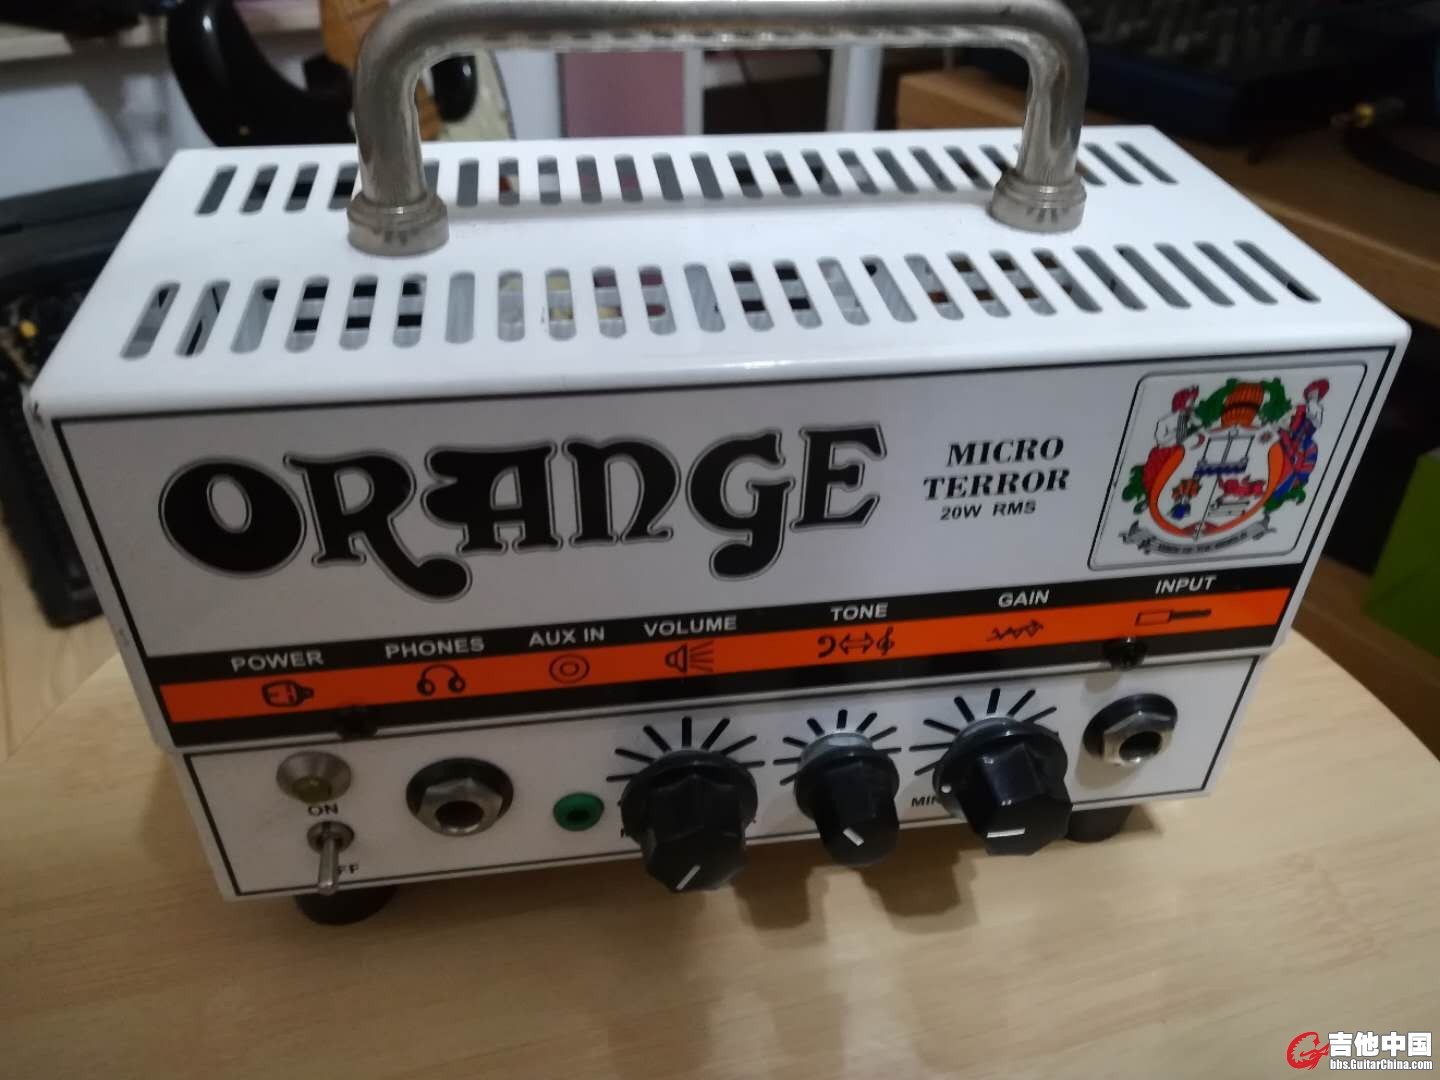 ORANGE
MICRO
TERROR
20W RMS
POWER
PHONES
AUX IN
VOLUME
TONE
GAIN
INPUT
ON
吉他中国
bbs.GuitarChina.com